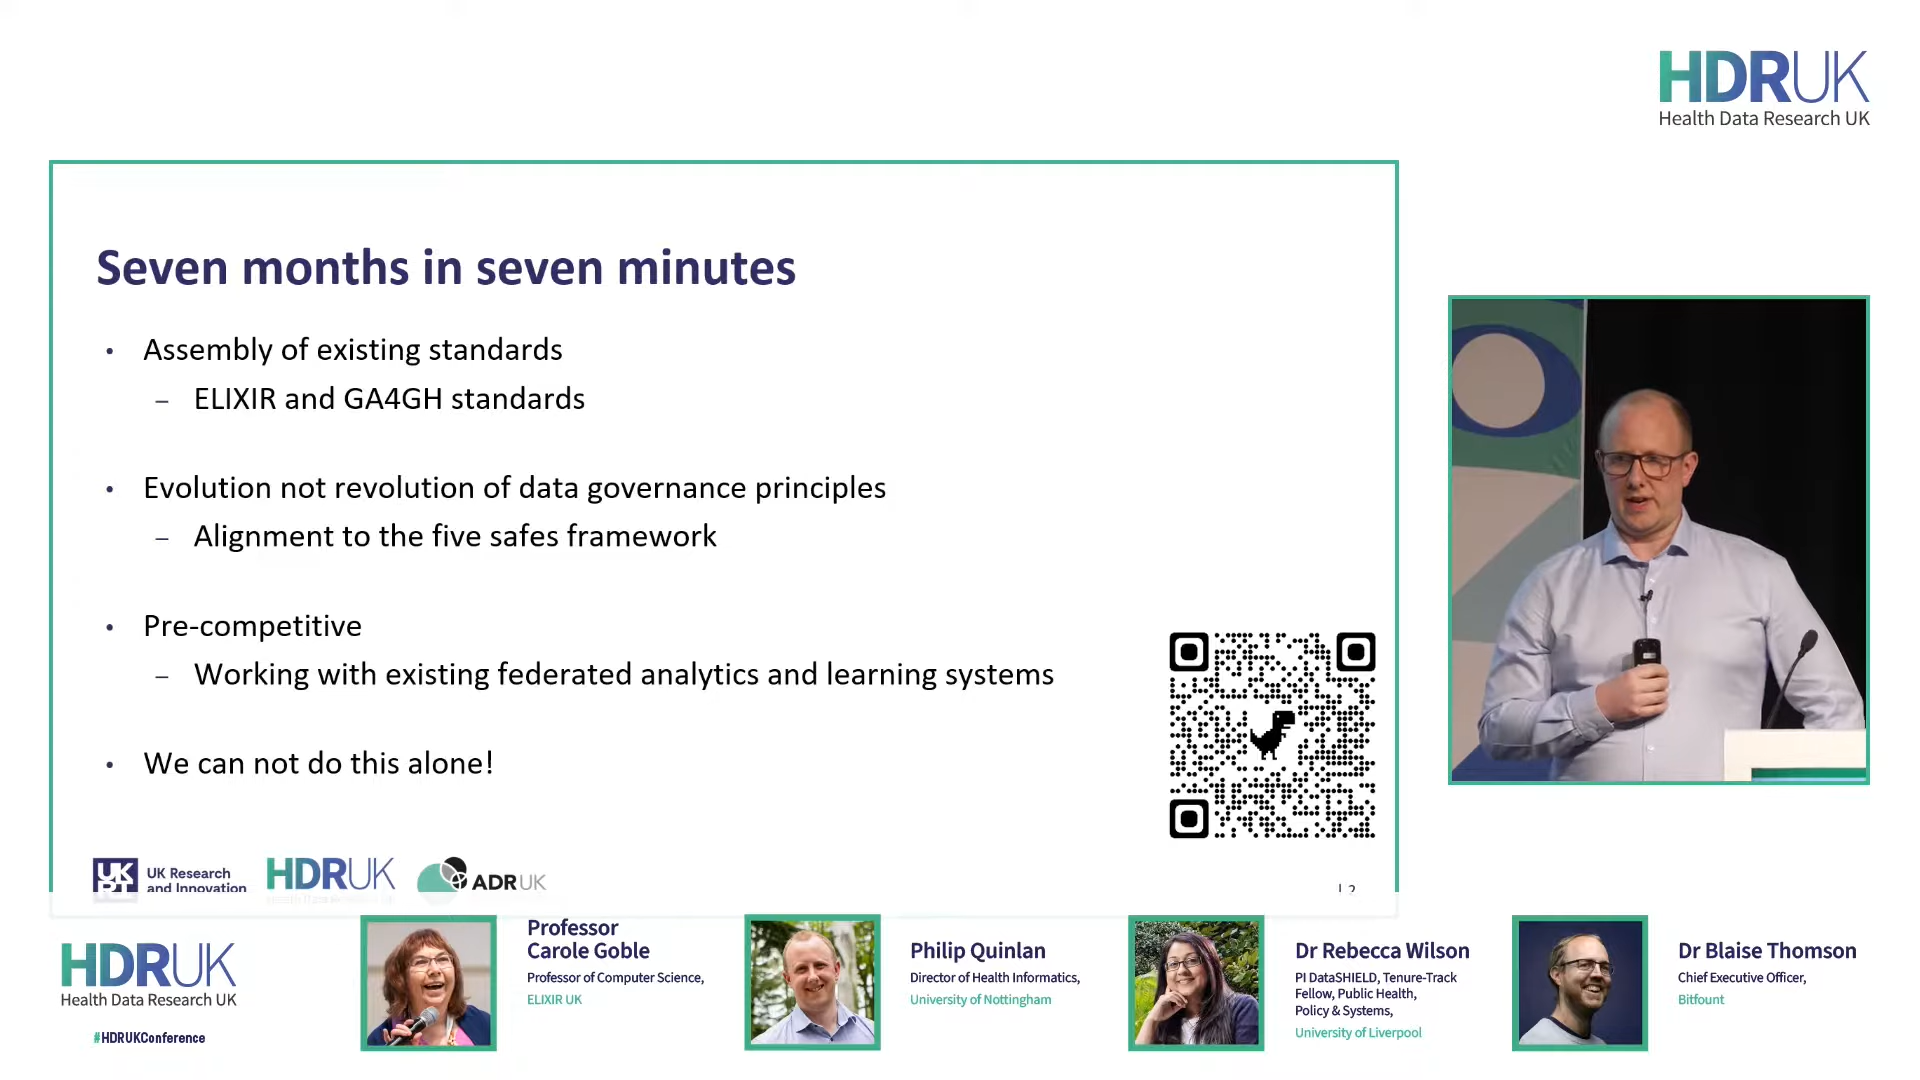 HDRUK
Health Data Research UK
Seven months in seven minutes
• Assembly of existing standards
– ELIXIR and GA4GH standards
• Evolution not revolution of data governance principles
– Alignment to the five safes framework
• Pre-competitive
– Working with existing federated analytics and learning systems
• We can not do this alone!
UK
RI
UK Research
and Innovation
HDRUK
ADRUK
| 2
HDRUK
Health Data Research UK
#HDRUKConference
Professor
Carole Goble
Professor of Computer Science,
ELIXIR UK
Philip Quinlan
Director of Health Informatics,
University of Nottingham
Dr Rebecca Wilson
PI DataSHIELD, Tenure-Track
Fellow, Public Health,
Policy & Systems,
University of Liverpool
Dr Blaise Thomson
Chief Executive Officer,
Bitfount